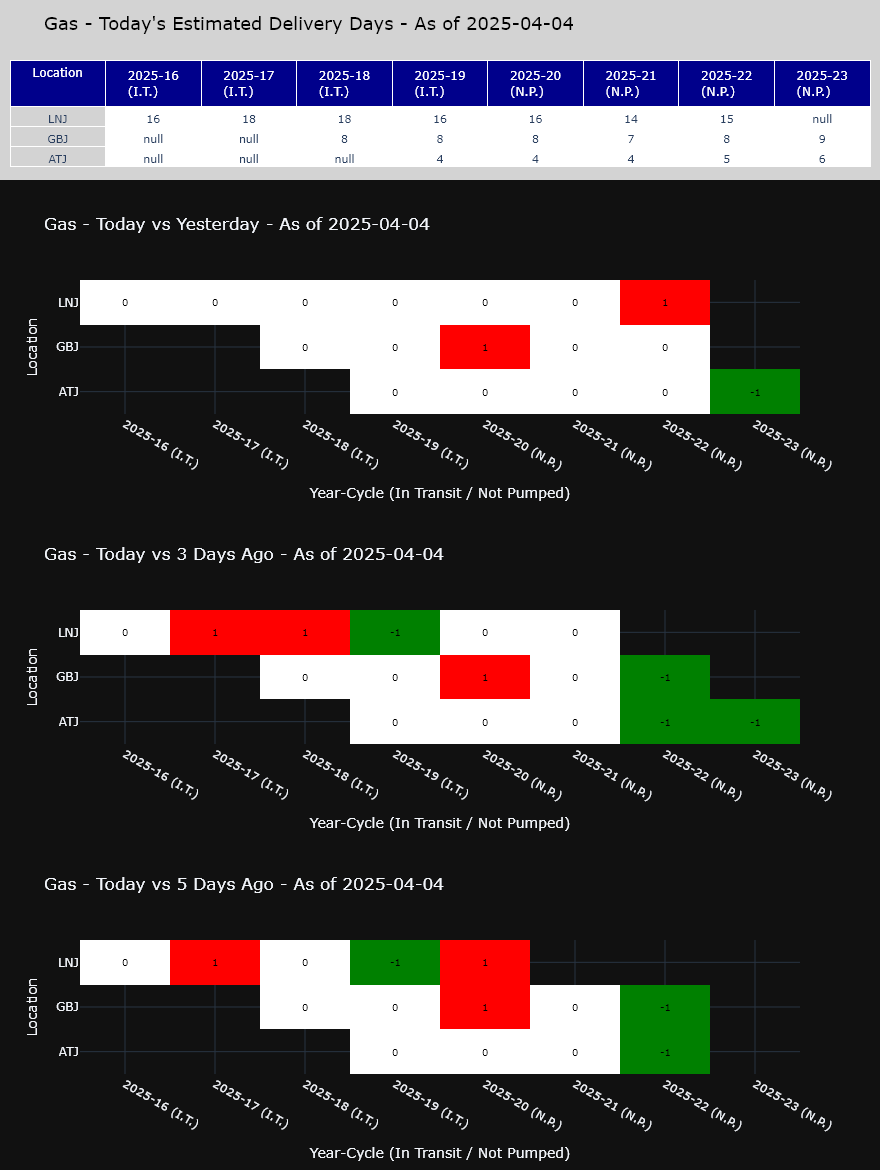 Gas - Today's Estimated Delivery Days - As of 2025-04-04
Location 2025-16 (I.T.) 2025-17 (I.T.) 2025-18 (I.T.) 2025-19 (I.T.) 2025-20 (N.P.) 2025-21 (N.P.) 2025-22 (N.P.) 2025-23 (N.P.)
LNJ 16 18 18 16 16 14 15 null
GBJ null null 8 8 8 7 8 9
ATJ null null null 4 4 4 5 6
Gas - Today vs Yesterday - As of 2025-04-04
Location
LNJ 0 0 0 0 0 0 1
GBJ 0 0 1 0 0
ATJ 0 0 0 0 -1
2025-16 (I.T.) 2025-17 (I.T.) 2025-18 (I.T.) 2025-19 (I.T.) 2025-20 (N.P.) 2025-21 (N.P.) 2025-22 (N.P.) 2025-23 (N.P.)
Year-Cycle (In Transit / Not Pumped)
Gas - Today vs 3 Days Ago - As of 2025-04-04
Location
LNJ 0 1 1 -1 0 0
GBJ 0 0 1 0 -1
ATJ 0 0 0 -1 -1
2025-16 (I.T.) 2025-17 (I.T.) 2025-18 (I.T.) 2025-19 (I.T.) 2025-20 (N.P.) 2025-21 (N.P.) 2025-22 (N.P.) 2025-23 (N.P.)
Year-Cycle (In Transit / Not Pumped)
Gas - Today vs 5 Days Ago - As of 2025-04-04
Location
LNJ 0 1 0 -1 1
GBJ 0 0 1 0 -1
ATJ 0 0 0 -1
2025-16 (I.T.) 2025-17 (I.T.) 2025-18 (I.T.) 2025-19 (I.T.) 2025-20 (N.P.) 2025-21 (N.P.) 2025-22 (N.P.) 2025-23 (N.P.)
Year-Cycle (In Transit / Not Pumped)